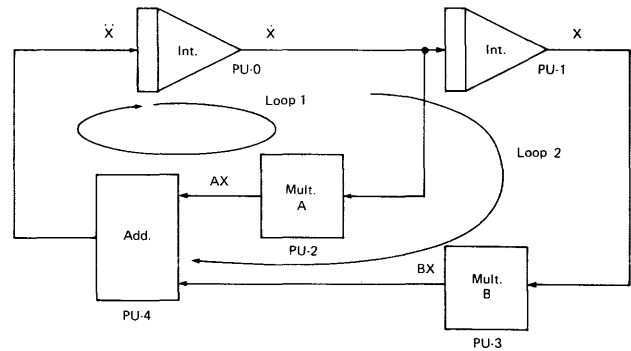 Ẍ
Int.
PU-0
Ẋ
X
Int.
PU-1
Loop 1
Loop 2
AX
Mult.
A
PU-2
Add.
PU-4
BX
Mult.
B
PU-3